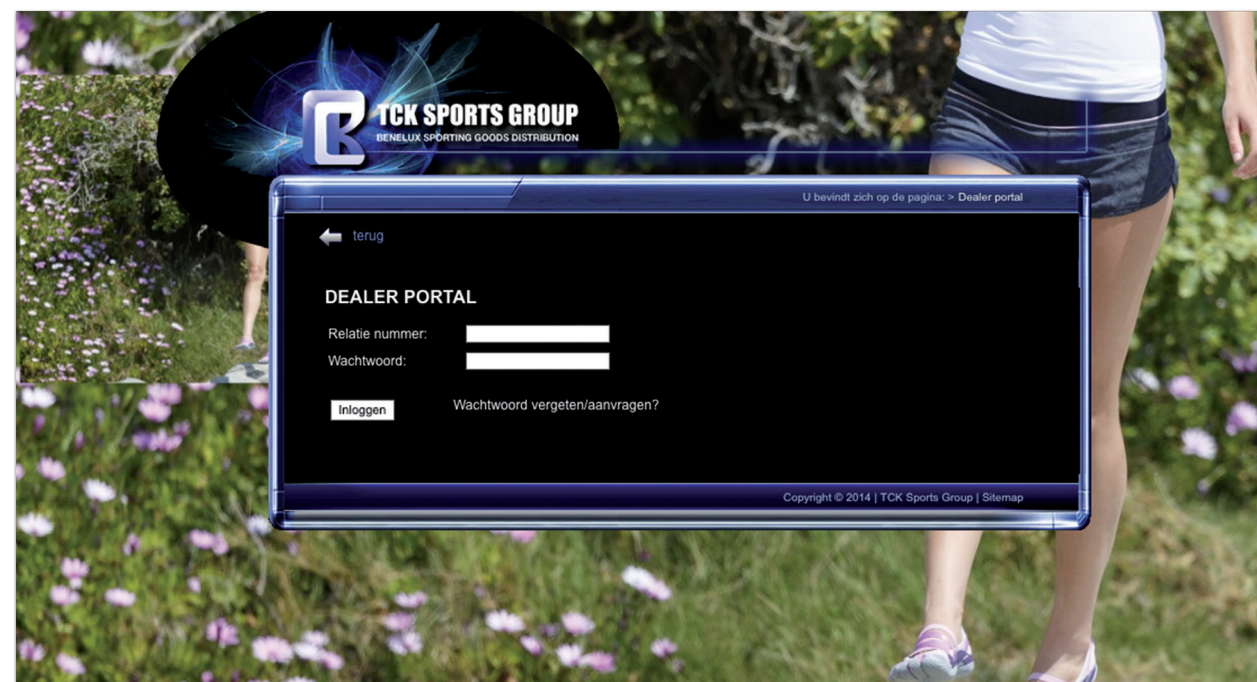 TCK SPORTS GROUP
BENELUX SPORTING GOODS DISTRIBUTION
U bevindt zich op de pagina: > Dealer portal
terug
DEALER PORTAL
Relatie nummer:
Wachtwoord:
Inloggen Wachtwoord vergeten/aanvragen?
Copyright © 2014 | TCK Sports Group | Sitemap